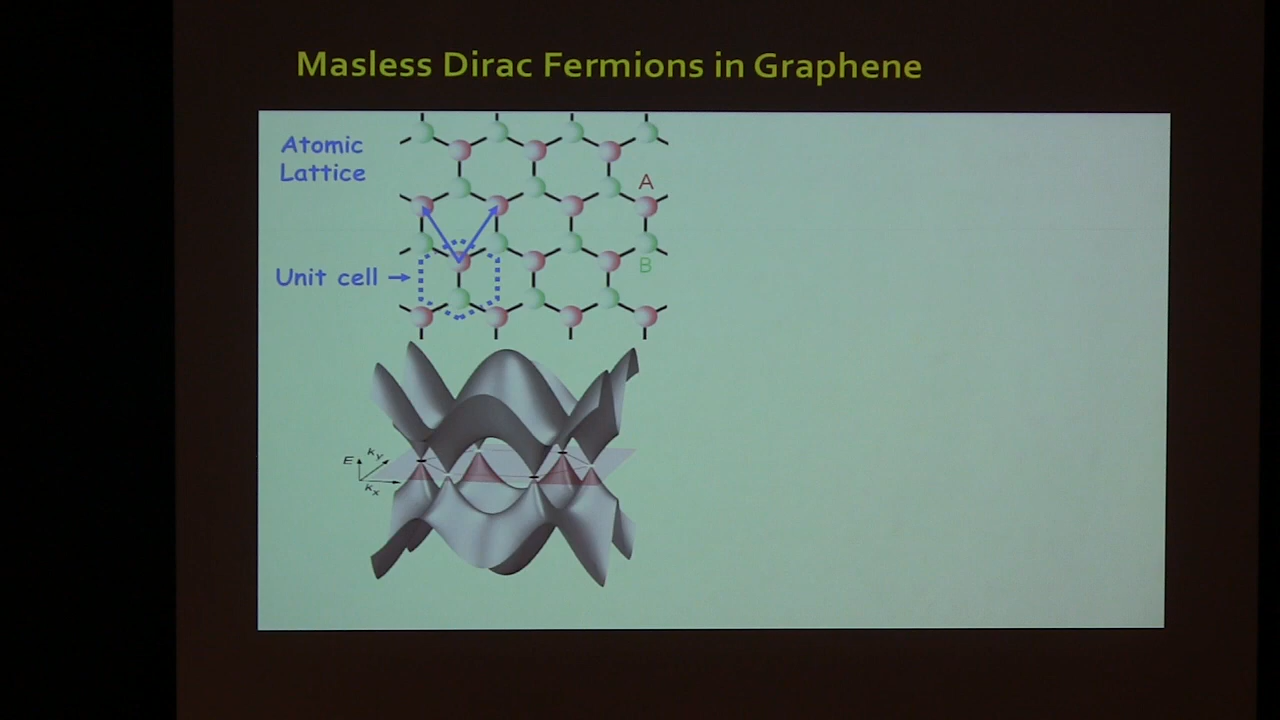 Masless Dirac Fermions in Graphene
Atomic
Lattice
A
B
Unit cell
E
ky
kx